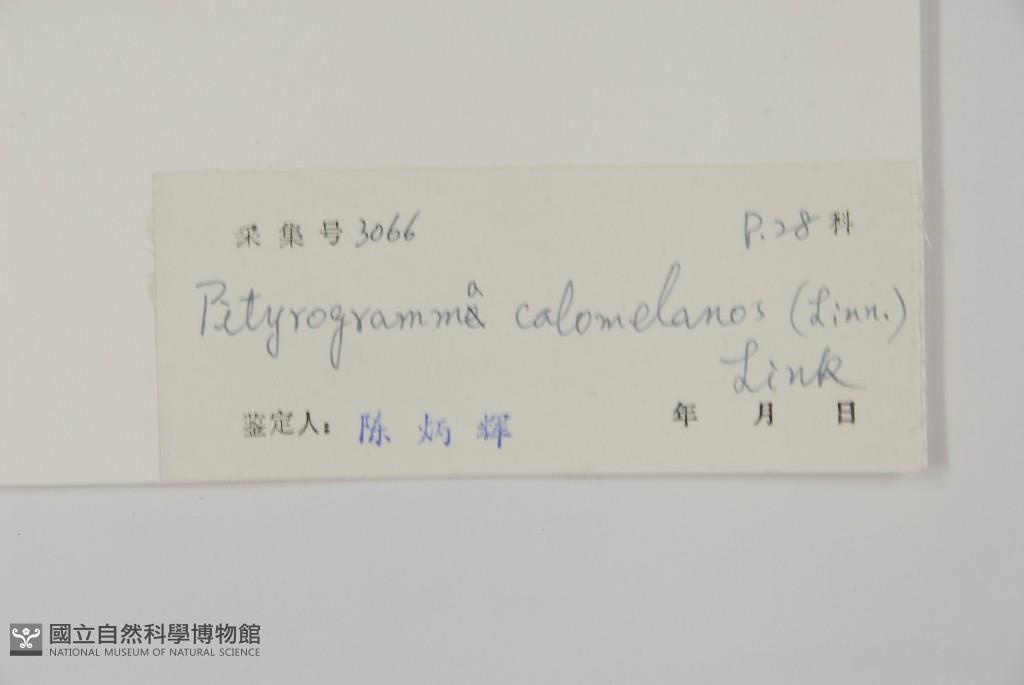 采集号 3066 P.28 科
Pityrogramma calomelanos (Linn.)
Link
鉴定人: 陈炳辉 年 月 日
國立自然科學博物館
NATIONAL MUSEUM OF NATURAL SCIENCE